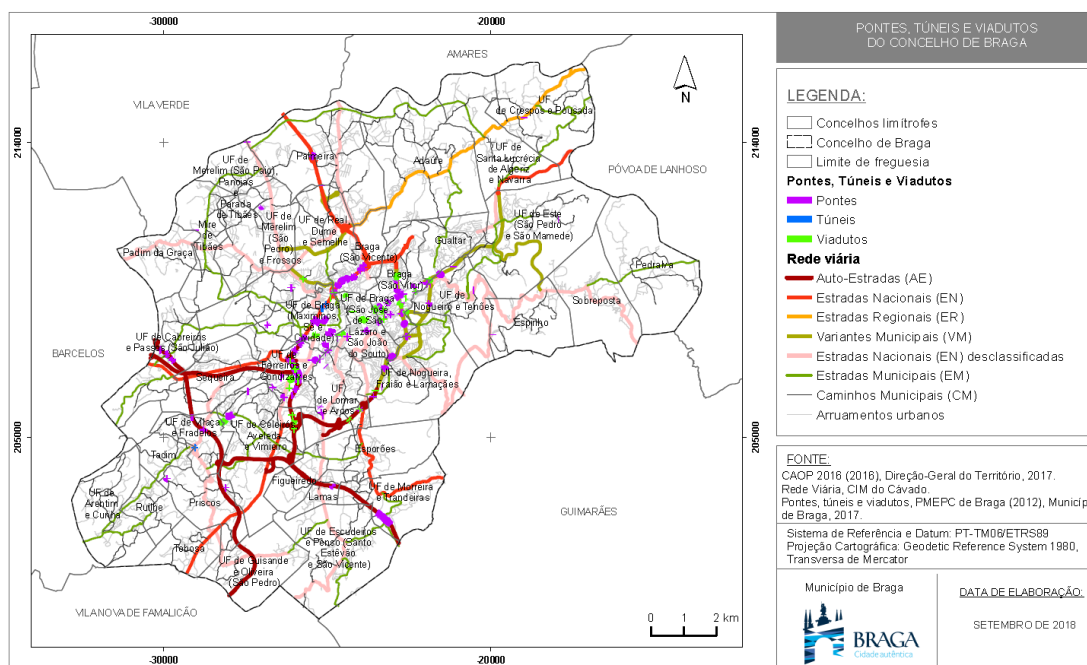 -30000
-20000
PONTES, TÚNEIS E VIADUTOS
DO CONCELHO DE BRAGA
AMARES
VILA VERDE
N
214000
214000
UF
de Crespos e Pousada
Palmeira
UF de
Merelim (São Paio),
Panoias e
Parada de Tibães
Adaúfe
UF de
Santa Lucrécia
de Algeriz
e Navarra
PÓVOA DE LANHOSO
Mire
de
Tibães
UF de
Merelim
(São
Pedro)
e Frossos
UF de Real,
Dume
e Semelhe
UF de Este
(São Pedro
e São Mamede)
Padim da Graça
Braga
(São Vicente)
Gualtar
Pedralva
Braga
(São Vítor)
Sobreposta
UF de Braga
(Maximinos,
Sé e
Cividade)
UF de Braga
(São José
de São
Lázaro e
São João
do Souto)
UF de
Nogueiró e Tenões
Espinho
UF de Cabreiros
e Passos (São Julião)
BARCELOS
Sequeira
UF de
Ferreiros e
Gondizalves
UF de Nogueira,
Fraião e Lamaçães
UF
de Lomar
e Arcos
UF de Vilaça
e Fradelos
UF de Celeirós,
Aveleda
e Vimieiro
205000
205000
Tadim
Esporões
Figueiredo
Lamas
UF de Morreira
e Trandeiras
UF de
Arentim
e Cunha
Ruilhe
Priscos
GUIMARÃES
Tebosa
UF de Escudeiros
e Penso (Santo
Estêvão
e São Vicente)
UF de Guisande
e Oliveira
(São Pedro)
VILA NOVA DE FAMALICÃO
0 1 2 km
-30000
-20000
LEGENDA:
Concelhos limítrofes
Concelho de Braga
Limite de freguesia
Pontes, Túneis e Viadutos
Pontes
Túneis
Viadutos
Rede viária
Auto-Estradas (AE)
Estradas Nacionais (EN)
Estradas Regionais (ER)
Variantes Municipais (VM)
Estradas Nacionais (EN) desclassificadas
Estradas Municipais (EM)
Caminhos Municipais (CM)
Arruamentos urbanos
FONTE:
CAOP 2016 (2016), Direção-Geral do Território, 2017.
Rede Viária, CIM do Cávado.
Pontes, túneis e viadutos, PMEPC de Braga (2012), Municíp
de Braga, 2017.
Sistema de Referência e Datum: PT-TM06/ETRS89
Projeção Cartográfica: Geodetic Reference System 1980,
Transversa de Mercator
Município de Braga
BRAGA
Cidade autêntica
DATA DE ELABORAÇÃO:
SETEMBRO DE 2018